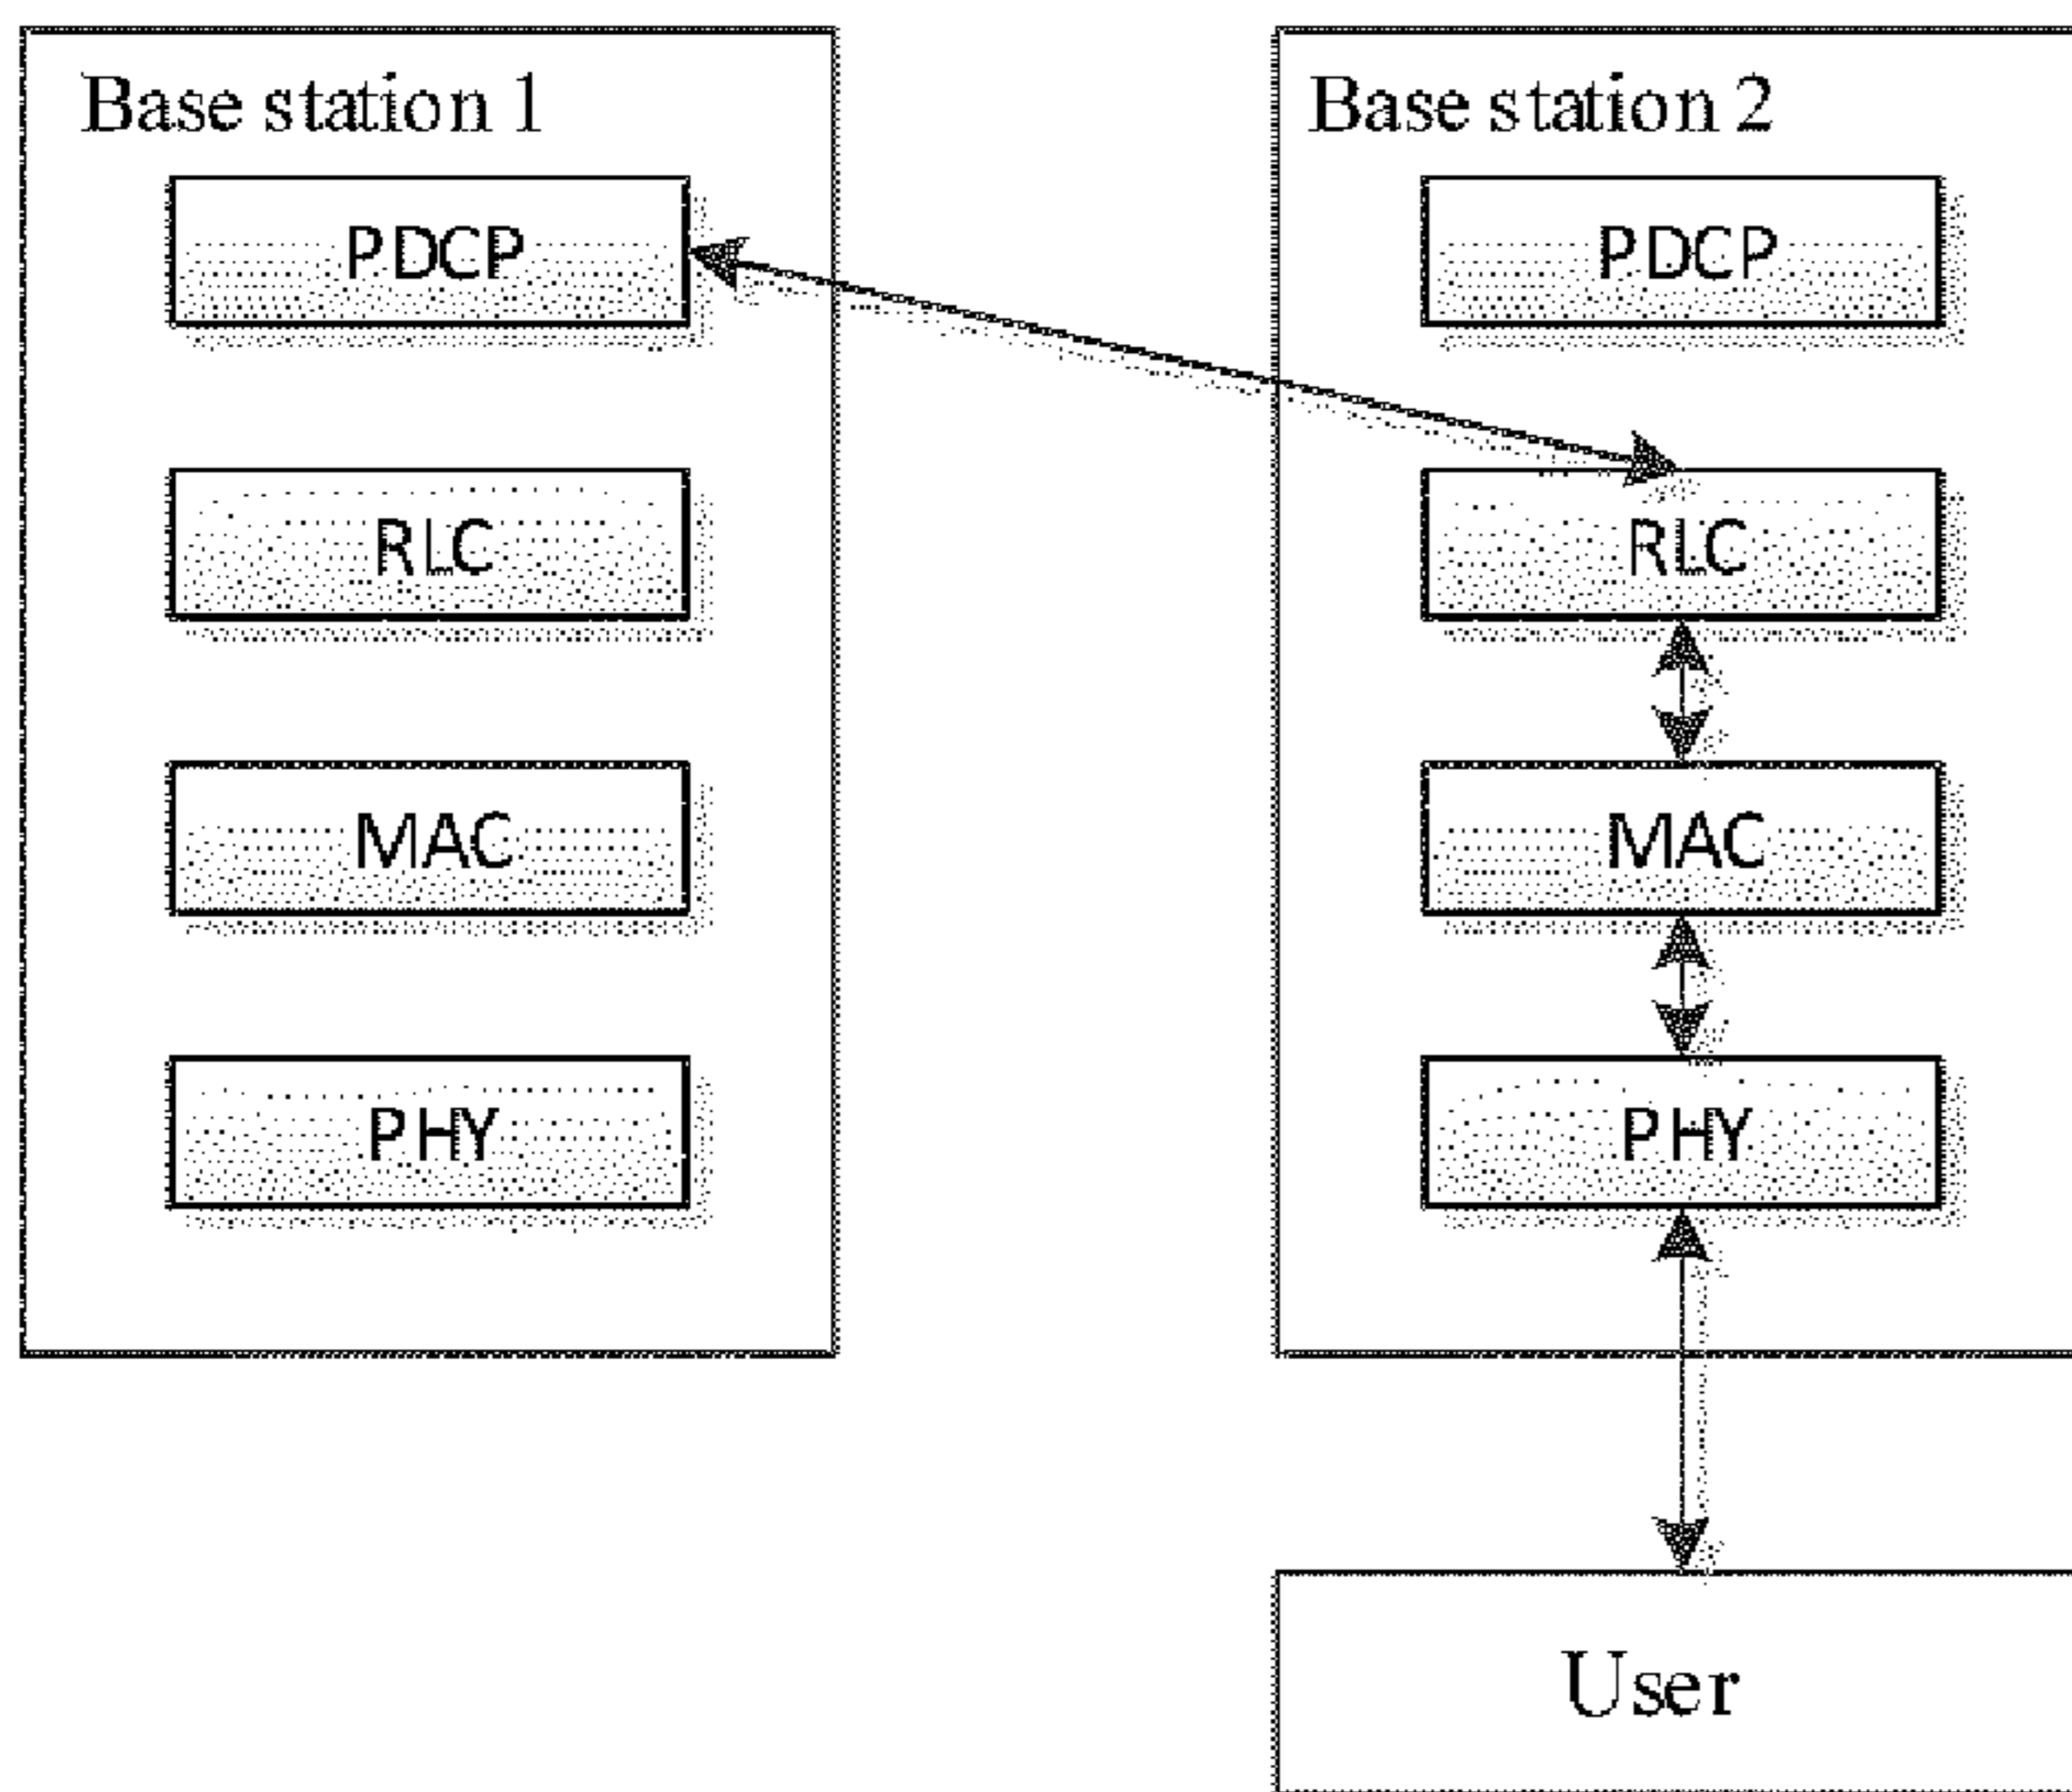 Base station 1
PDCP
RLC
MAC
PHY
Base station 2
PDCP
RLC
MAC
PHY
User